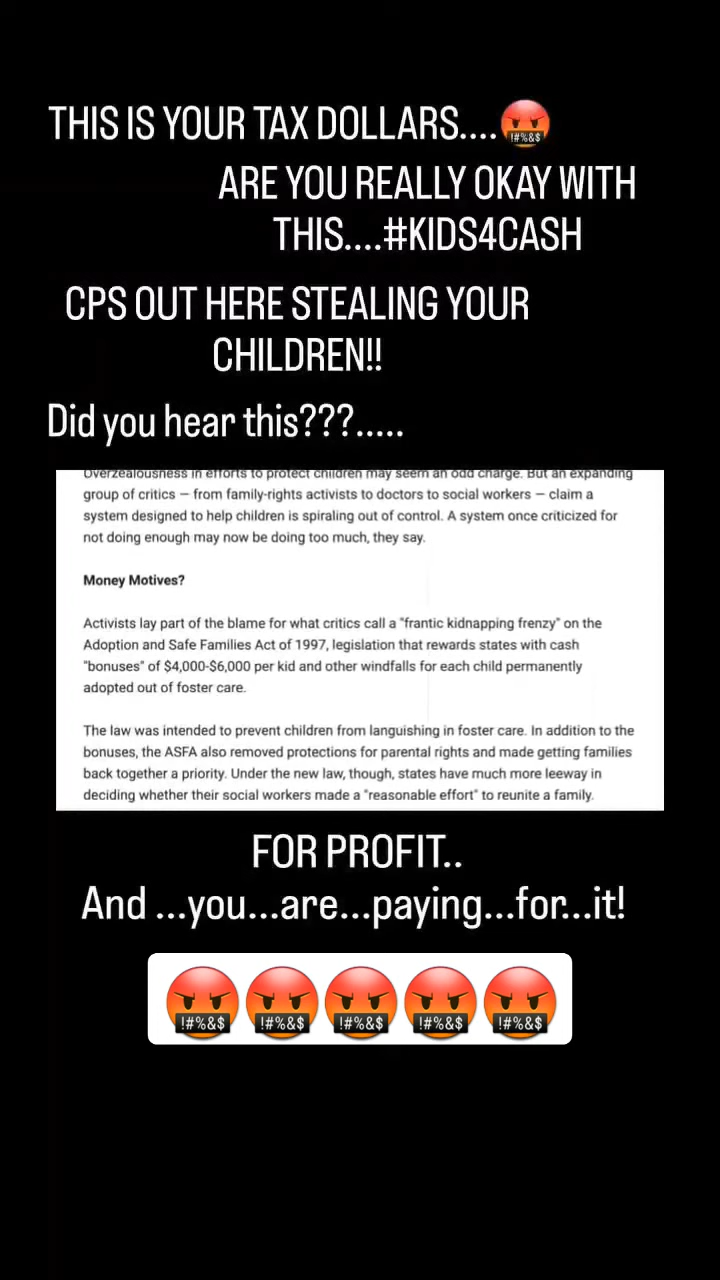 THIS IS YOUR TAX DOLLARS....🤬
ARE YOU REALLY OKAY WITH
THIS....#KIDS4CASH
CPS OUT HERE STEALING YOUR
CHILDREN!!
Did you hear this???.....
Overzealousness in efforts to protect children may seem an odd charge. But an expanding
group of critics — from family-rights activists to doctors to social workers — claim a
system designed to help children is spiraling out of control. A system once criticized for
not doing enough may now be doing too much, they say.
Money Motives?
Activists lay part of the blame for what critics call a "frantic kidnapping frenzy" on the
Adoption and Safe Families Act of 1997, legislation that rewards states with cash
"bonuses" of $4,000-$6,000 per kid and other windfalls for each child permanently
adopted out of foster care.
The law was intended to prevent children from languishing in foster care. In addition to the
bonuses, the ASFA also removed protections for parental rights and made getting families
back together a priority. Under the new law, though, states have much more leeway in
deciding whether their social workers made a "reasonable effort" to reunite a family.
FOR PROFIT..
And ...you...are...paying...for...it!
🤬🤬🤬🤬🤬